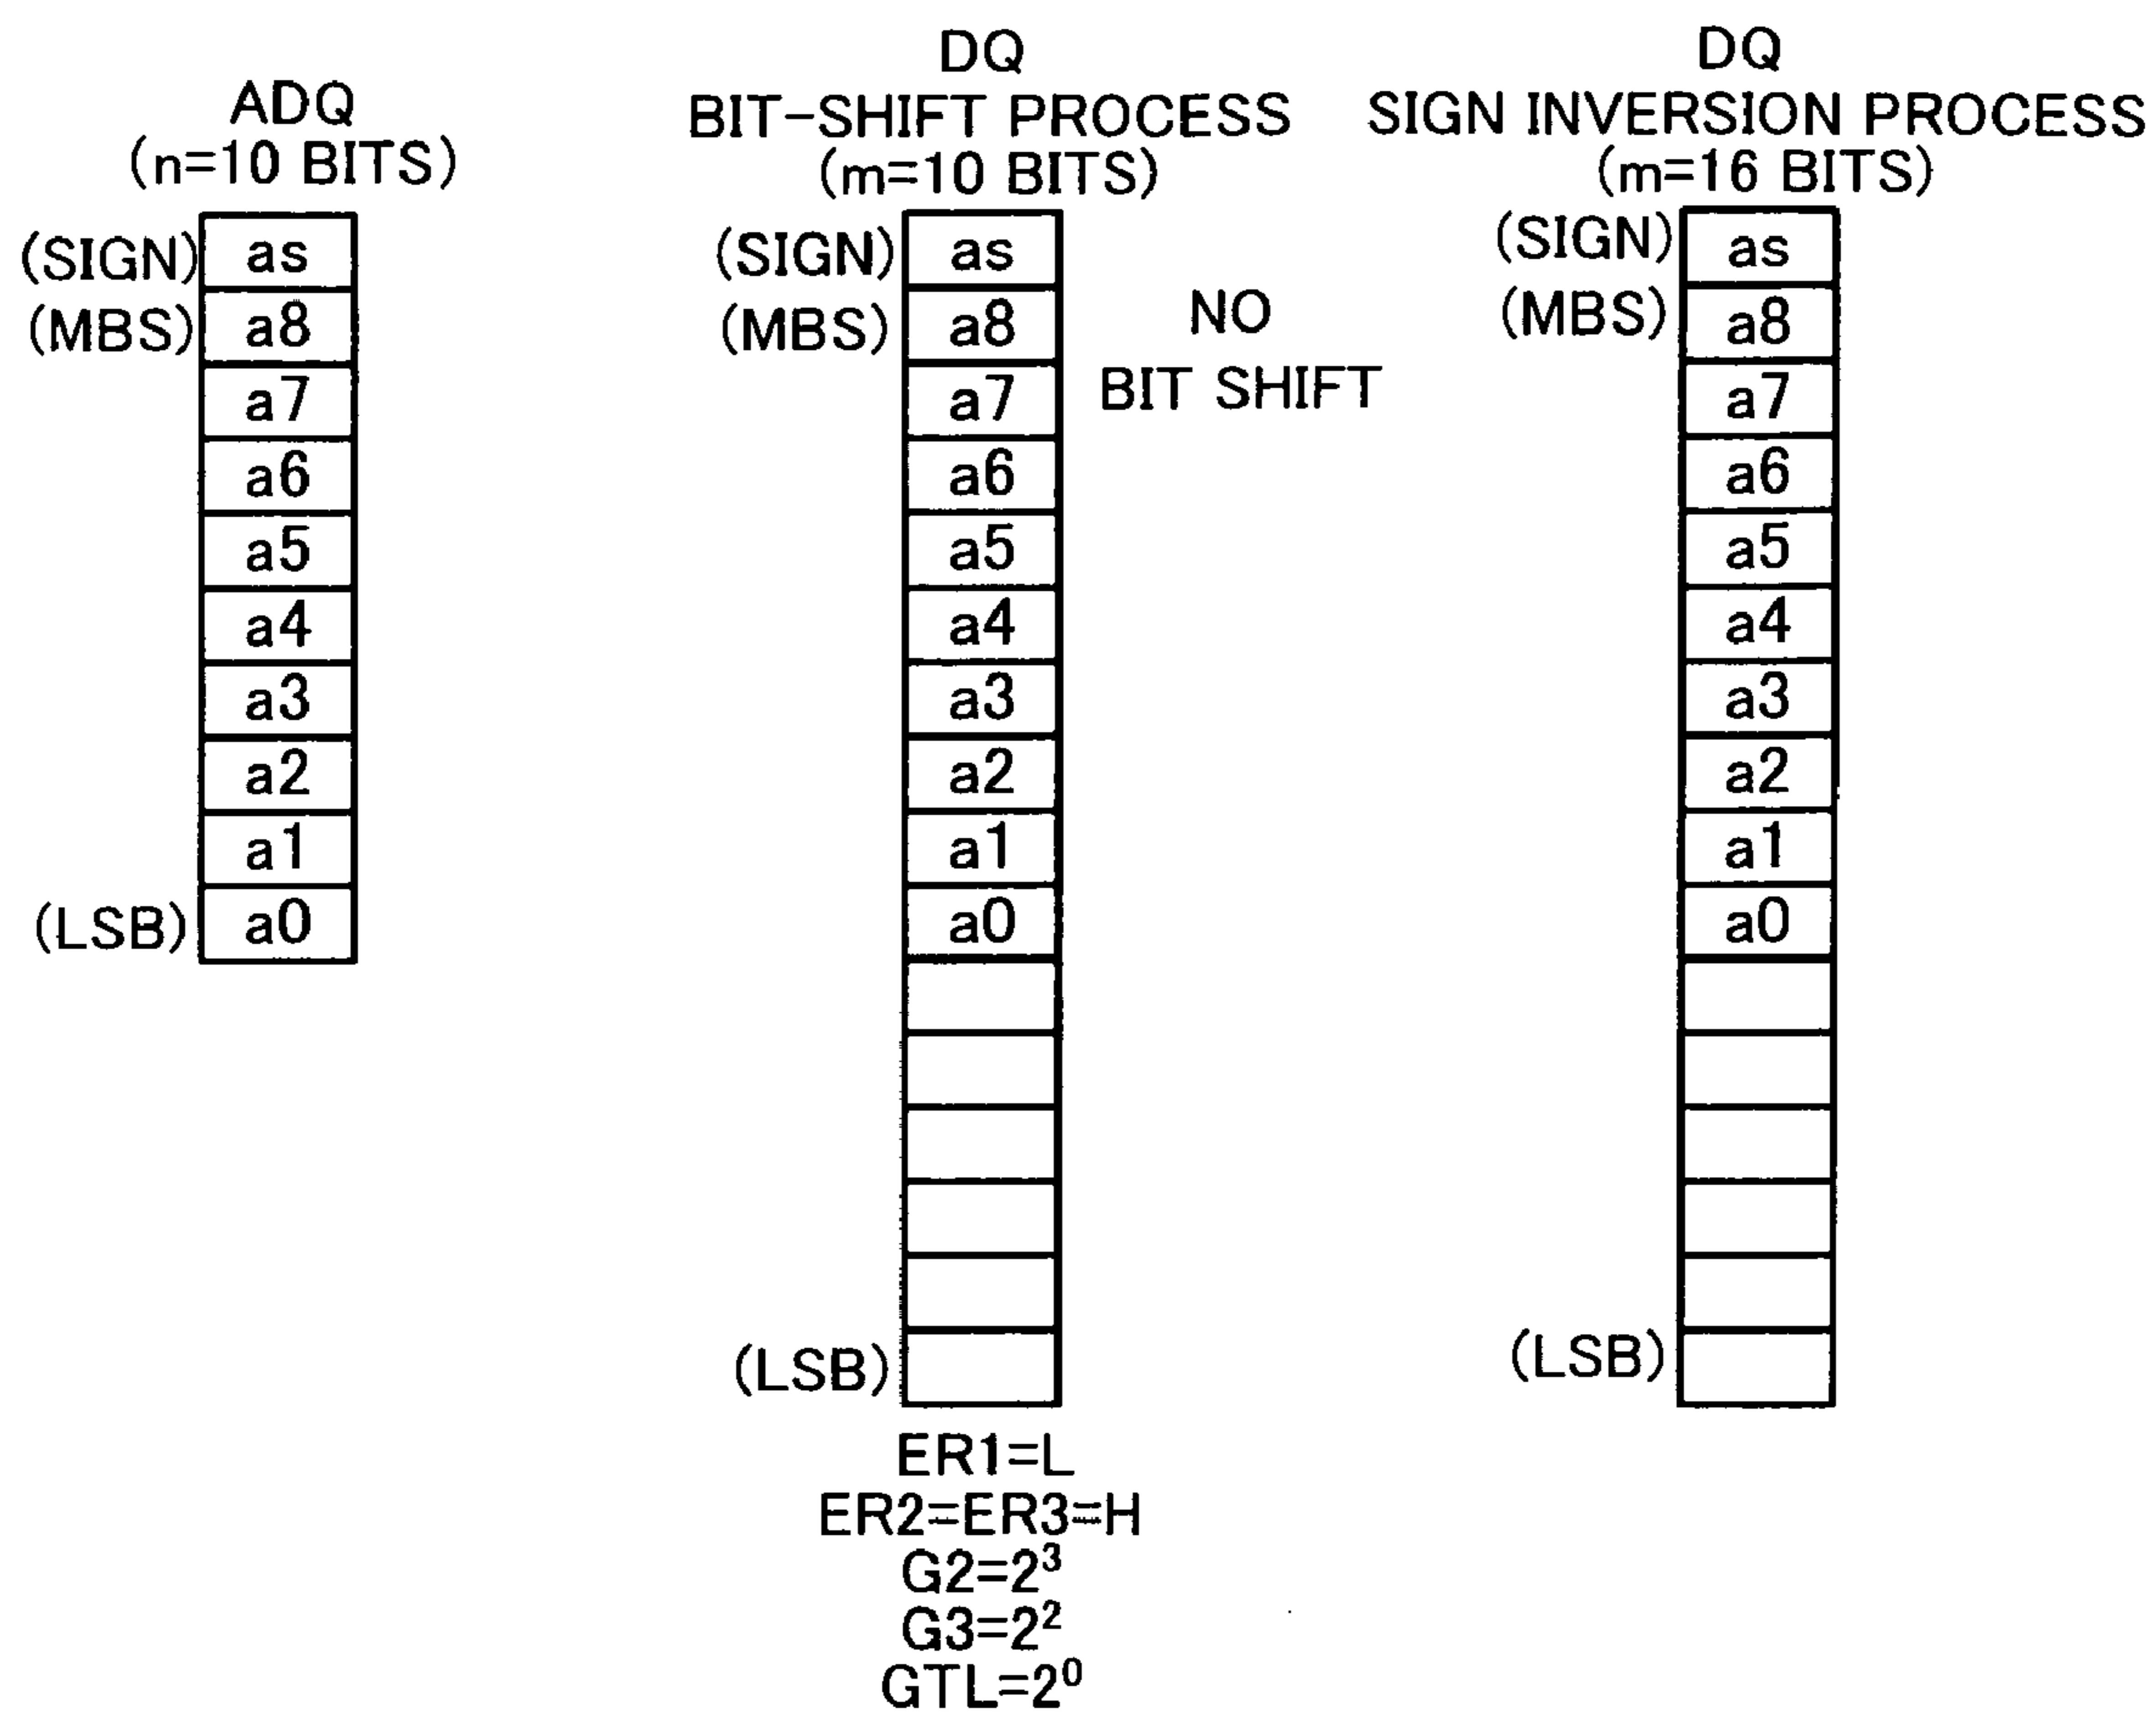 ADQ
(n=10 BITS)
(SIGN) as
(MBS) a8
a7
a6
a5
a4
a3
a2
a1
(LSB) a0
DQ
BIT-SHIFT PROCESS
(m=10 BITS)
(SIGN) as
(MBS) a8
a7
a6
a5
a4
a3
a2
a1
a0
(LSB)
NO
BIT SHIFT
ER1=L
ER2=ER3=H
G2=2³
G3=2²
GTL=2⁰
DQ
SIGN INVERSION PROCESS
(m=16 BITS)
(SIGN) as
(MBS) a8
a7
a6
a5
a4
a3
a2
a1
a0
(LSB)